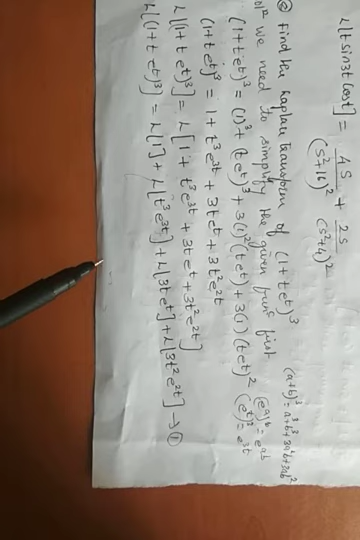 L[t sin3t cost] = 4S/(S²+16)² + 2S/(S²+4)²
② Find the Laplace transform of (1+te^t)³
sol² we need to simplify the given func first
(a+b)³ = a³+b³+3a²b+3ab²
(1+te^t)³ = (1)³ + (te^t)³ + 3(1)²(te^t) + 3(1)(te^t)²
(e^a)^b = e^ab
(e^t)³ = e^3t
(1+te^t)³ = 1 + t³e^3t + 3te^t + 3t²e^2t
L[(1+te^t)³] = L[1 + t³e^3t + 3te^t + 3t²e^2t]
L[(1+te^t)³] = L[1] + L[t³e^3t] + L[3te^t] + L[3t²e^2t] → ①